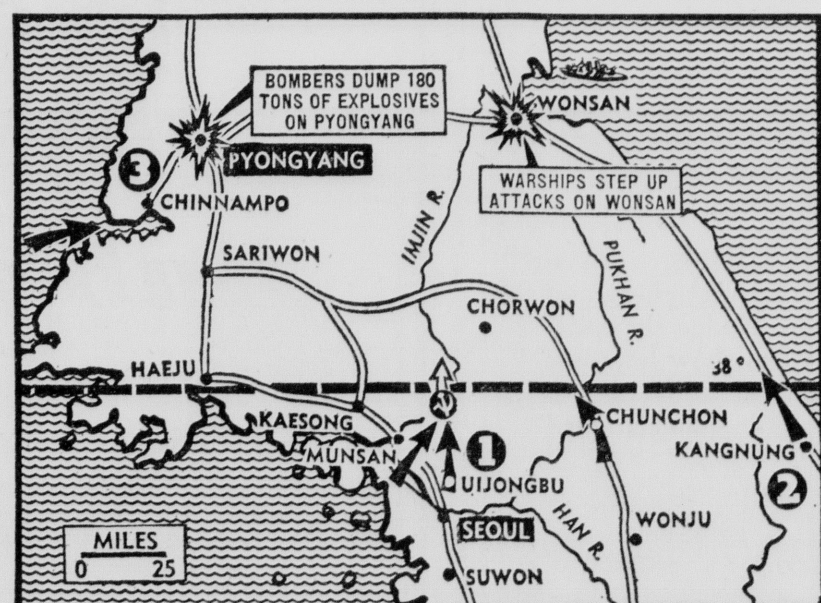 BOMBERS DUMP 180
TONS OF EXPLOSIVES
ON PYONGYANG
WONSAN
PYONGYANG
WARSHIPS STEP UP
ATTACKS ON WONSAN
3
CHINNAMPO
IMJIN R.
PUKHAN R.
SARIWON
CHORWON
HAEJU
38°
KAESONG
CHUNCHON
MUNSAN
1
KANGNUNG
UIJONGBU
2
HAN R.
SEOUL
WONJU
MILES
0 25
SUWON